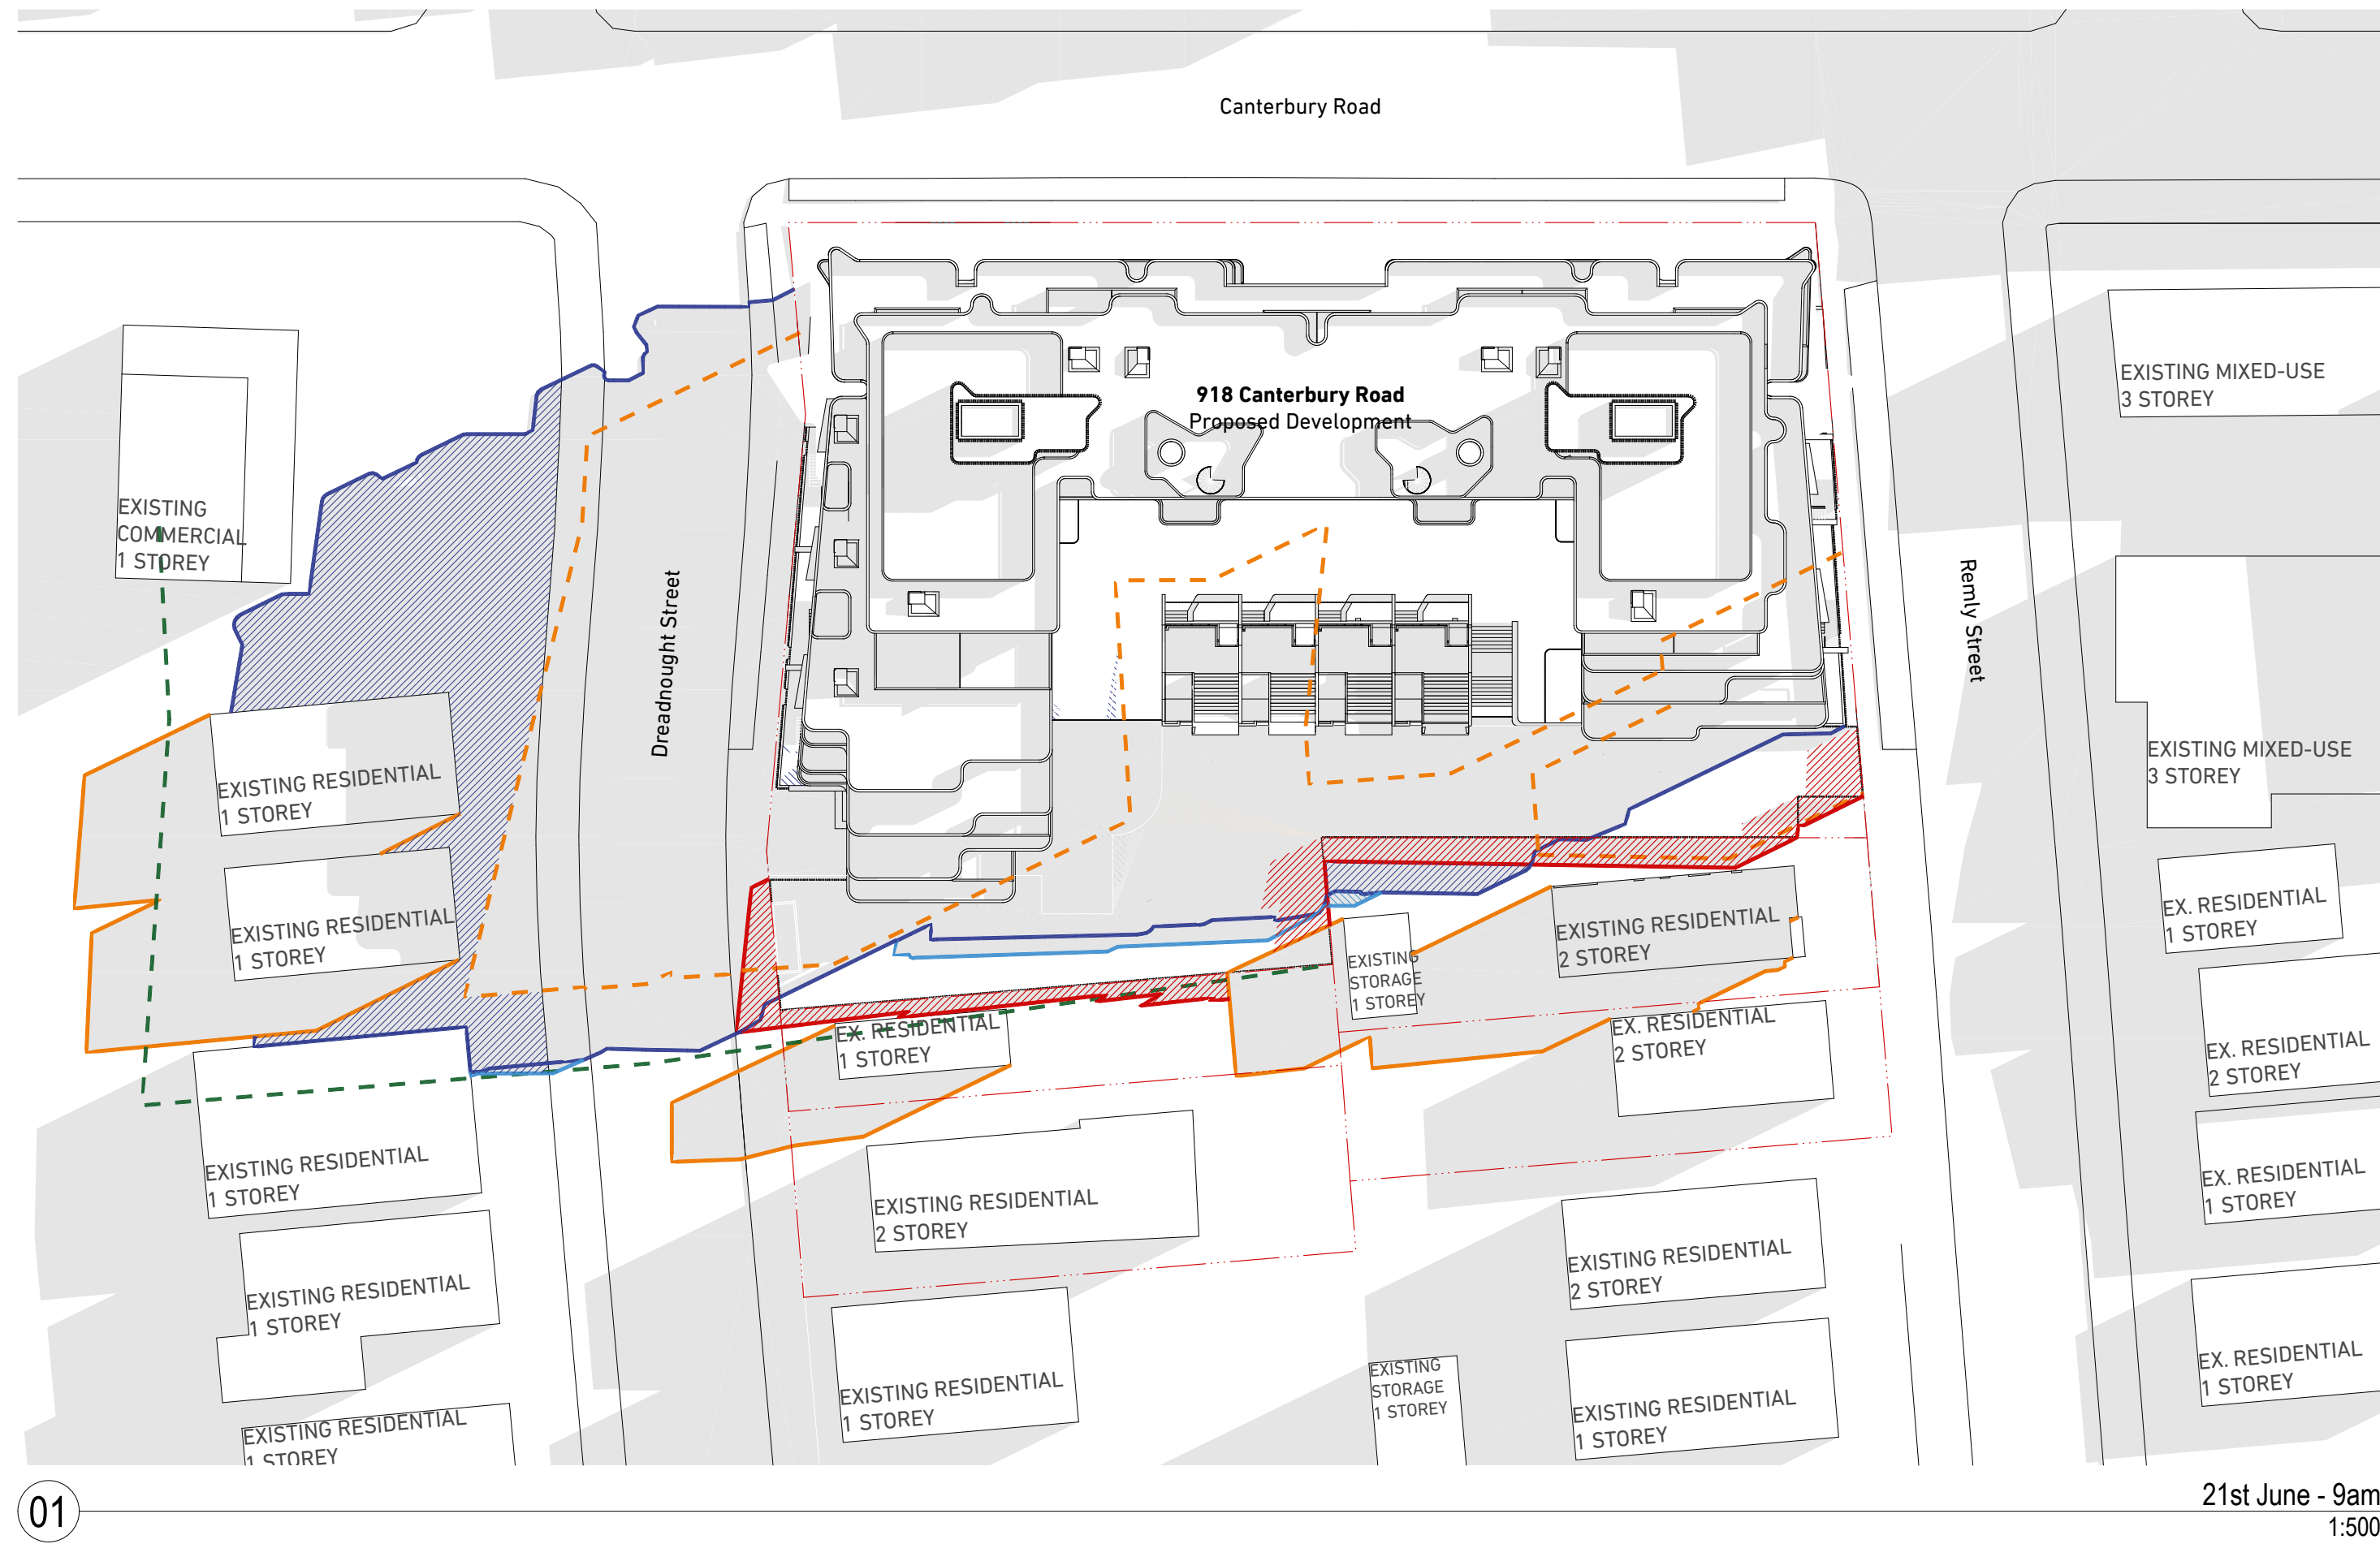 Canterbury Road
918 Canterbury Road
Proposed Development
EXISTING MIXED-USE
3 STOREY
EXISTING
COMMERCIAL
1 STOREY
Dreadnought Street
Remly Street
EXISTING MIXED-USE
3 STOREY
EXISTING RESIDENTIAL
1 STOREY
EXISTING RESIDENTIAL
1 STOREY
EX. RESIDENTIAL
1 STOREY
EXISTING RESIDENTIAL
2 STOREY
EXISTING
STORAGE
1 STOREY
EX. RESIDENTIAL
1 STOREY
EX. RESIDENTIAL
2 STOREY
EX. RESIDENTIAL
2 STOREY
EXISTING RESIDENTIAL
1 STOREY
EXISTING RESIDENTIAL
2 STOREY
EX. RESIDENTIAL
1 STOREY
EXISTING RESIDENTIAL
2 STOREY
EXISTING RESIDENTIAL
1 STOREY
EXISTING RESIDENTIAL
1 STOREY
EXISTING
STORAGE
1 STOREY
EXISTING RESIDENTIAL
1 STOREY
EX. RESIDENTIAL
1 STOREY
EXISTING RESIDENTIAL
1 STOREY
01
21st June - 9am
1:500